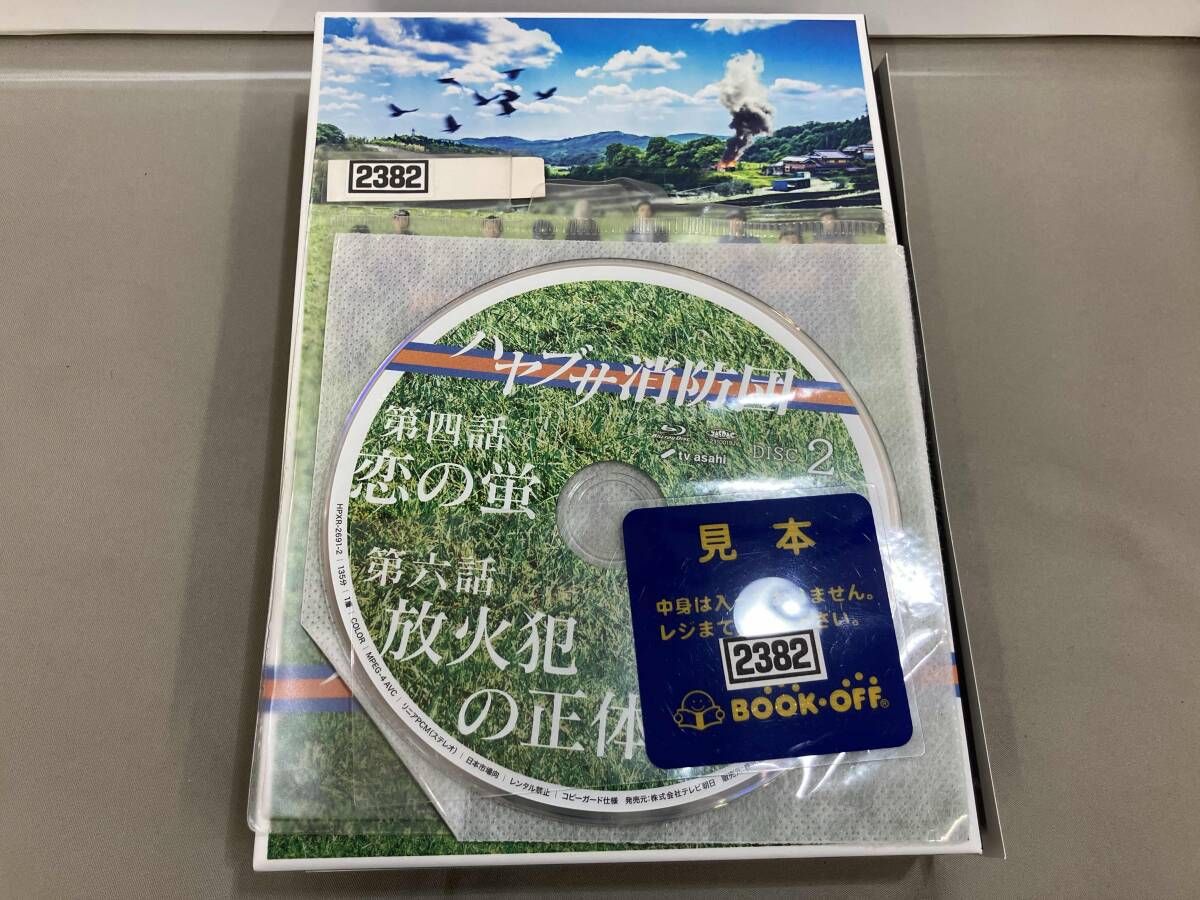 2382
ハヤブサ消防団
第四話
恋の蛍
Blu-ray Disc
tv asahi
DISC 2
第六話
放火犯
の正体
HPXR-2691-2 | 135分 | 1層 | COLOR | MPEG-4 AVC | リニアPCM(ステレオ) | 日本市場向 | レンタル禁止 | コピーガード仕様 発売元:株式会社テレビ朝日
見本
中身は入 ません。
レジまで さい。
2382
BOOK・OFF®